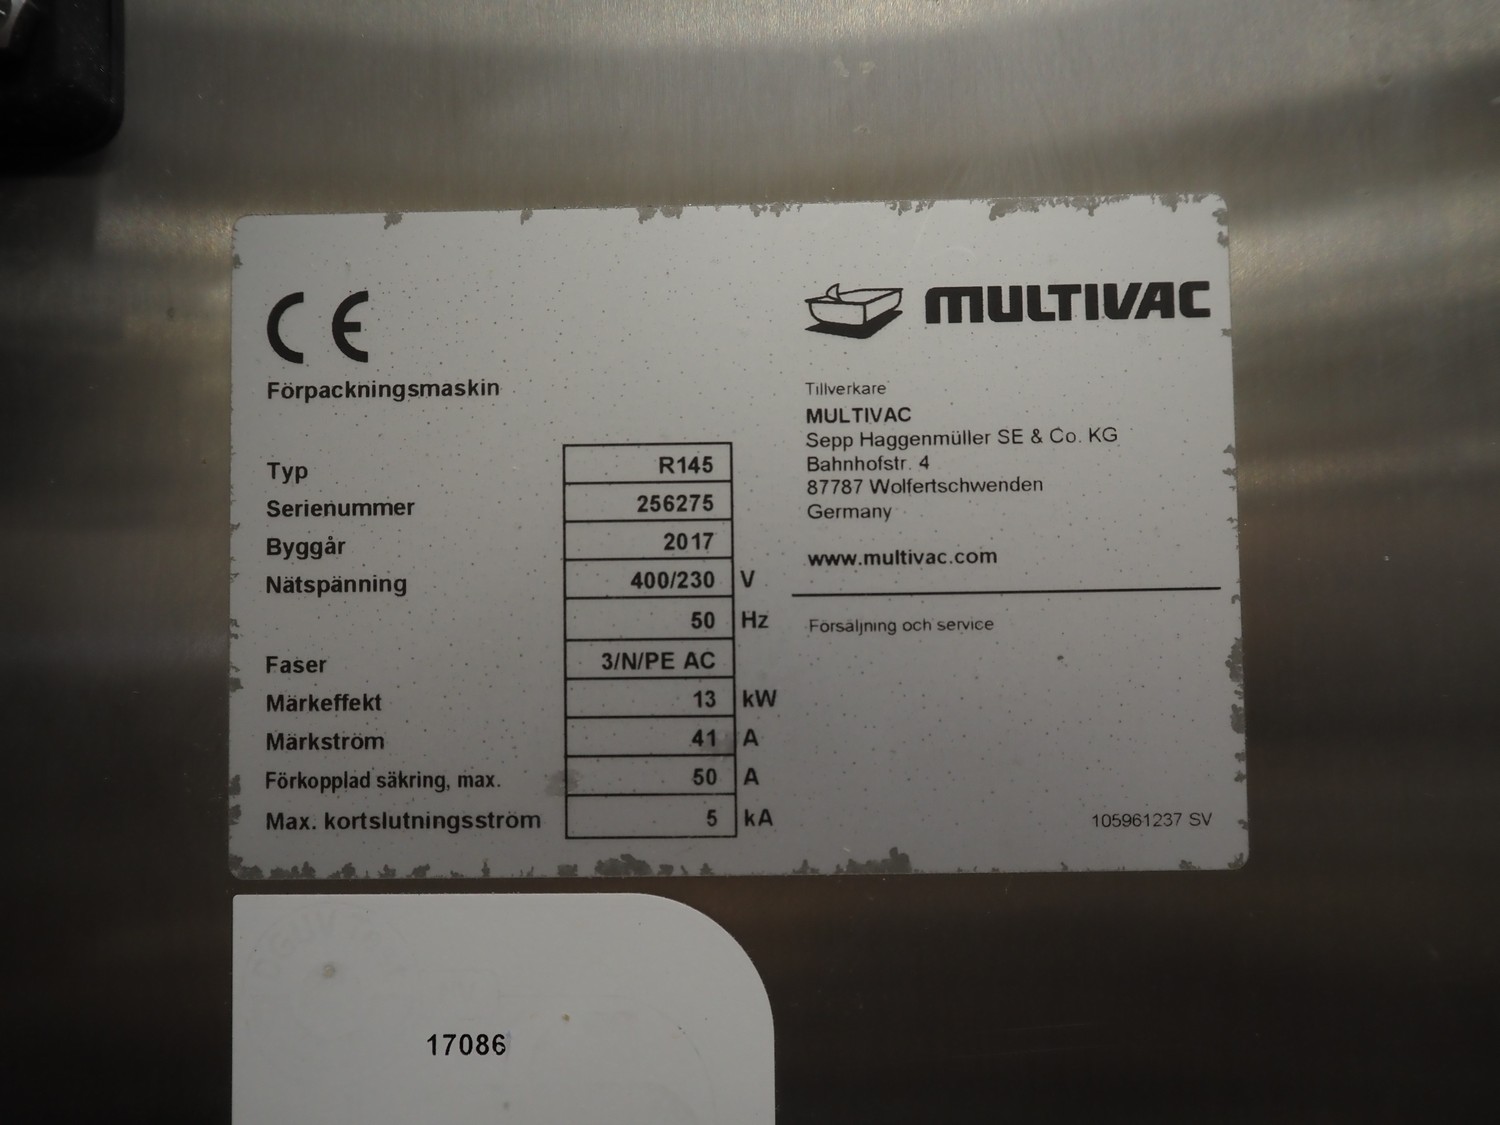 CE
Förpackningsmaskin
Typ R145
Serienummer 256275
Byggår 2017
Nätspänning 400/230 V
50 Hz
Faser 3/N/PE AC
Märkeffekt 13 kW
Märkström 41 A
Förkopplad säkring, max. 50 A
Max. kortslutningsström 5 kA
MULTIVAC
Tillverkare
MULTIVAC
Sepp Haggenmüller SE & Co. KG
Bahnhofstr. 4
87787 Wolfertschwenden
Germany
www.multivac.com
Försäljning och service
105961237 SV
17086